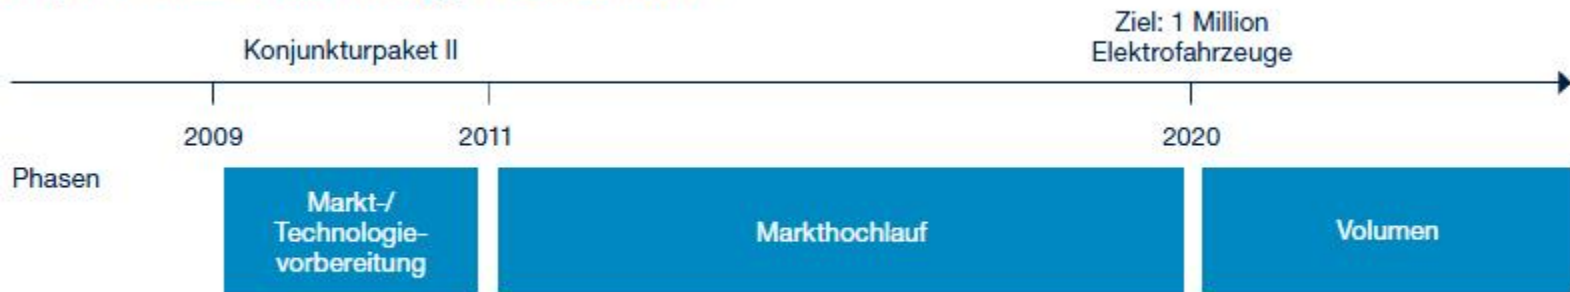 Ziel: 1 Million
Elektrofahrzeuge
Konjunkturpaket II
2009
2011
2020
Phasen
Markt-/
Technologie-
vorbereitung
Markthochlauf
Volumen